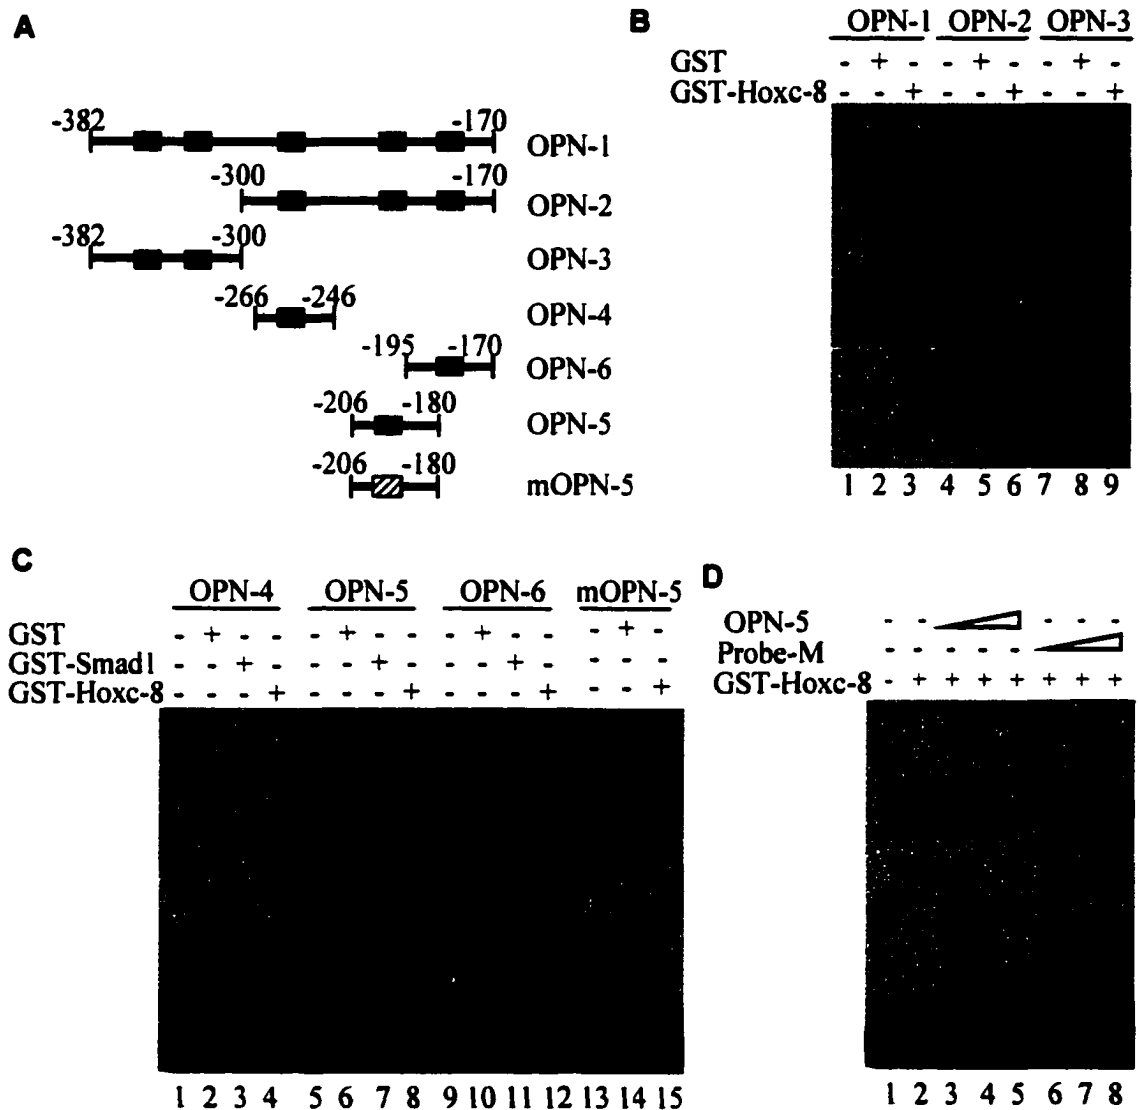 A
-382 -170
OPN-1
-300 -170
OPN-2
-382 -300
OPN-3
-266 -246
OPN-4
-195 -170
OPN-6
-206 -180
OPN-5
-206 -180
mOPN-5
B
OPN-1 OPN-2 OPN-3
GST - + - - + - - + -
GST-Hoxc-8 - - + - - + - - +
1 2 3 4 5 6 7 8 9
C
OPN-4 OPN-5 OPN-6 mOPN-5
GST - + - - - + - - - + - - - + -
GST-Smad1 - - + - - - + - - - + - - - -
GST-Hoxc-8 - - - + - - - + - - - + - - +
1 2 3 4 5 6 7 8 9 10 11 12 13 14 15
D
OPN-5 - - - - -
Probe-M - - - - -
GST-Hoxc-8 - + + + + + + +
1 2 3 4 5 6 7 8